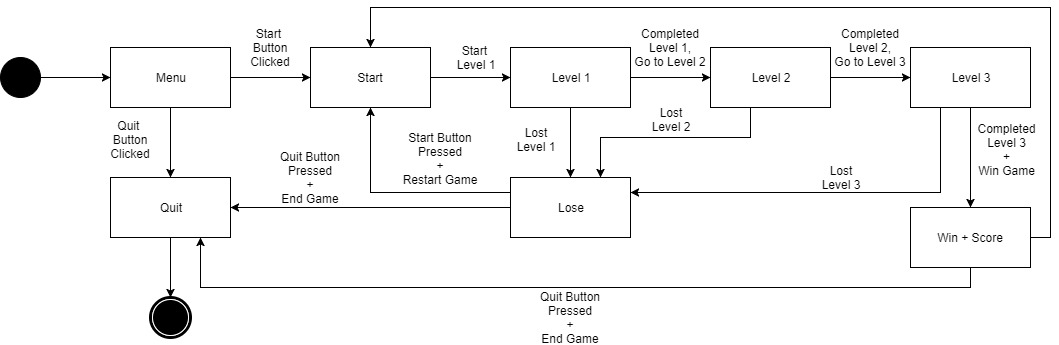 Start
Button
Clicked
Start
Level 1
Completed
Level 1,
Go to Level 2
Completed
Level 2,
Go to Level 3
Menu
Start
Level 1
Level 2
Level 3
Quit
Button
Clicked
Quit Button
Pressed
+
End Game
Start Button
Pressed
+
Restart Game
Lost
Level 1
Lost
Level 2
Completed
Level 3
+
Win Game
Lost
Level 3
Quit
Lose
Win + Score
Quit Button
Pressed
+
End Game